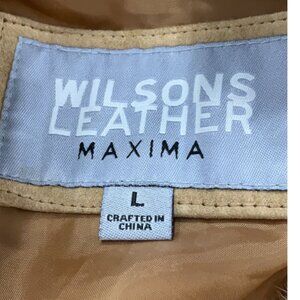 WILSONS
LEATHER
MAXIMA
L
CRAFTED IN
CHINA